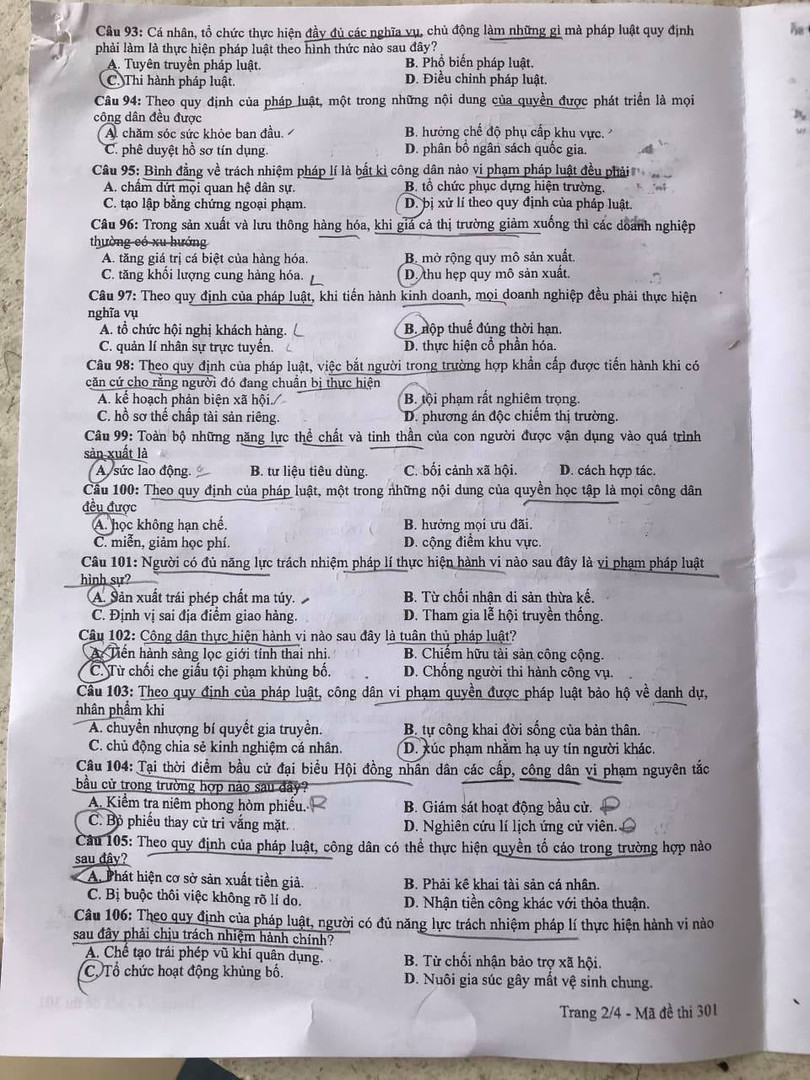 Câu 93: Cá nhân, tổ chức thực hiện đầy đủ các nghĩa vụ, chủ động làm những gì mà pháp luật quy định
phải làm là thực hiện pháp luật theo hình thức nào sau đây?
A. Tuyên truyền pháp luật. B. Phổ biến pháp luật.
C. Thi hành pháp luật. D. Điều chỉnh pháp luật.
Câu 94: Theo quy định của pháp luật, một trong những nội dung của quyền được phát triển là mọi
công dân đều được
A. chăm sóc sức khỏe ban đầu. B. hưởng chế độ phụ cấp khu vực.
C. phê duyệt hồ sơ tín dụng. D. phân bổ ngân sách quốc gia.
Câu 95: Bình đẳng về trách nhiệm pháp lí là bất kì công dân nào vi phạm pháp luật đều phải
A. chấm dứt mọi quan hệ dân sự. B. tổ chức phục dựng hiện trường.
C. tạo lập bằng chứng ngoại phạm. D. bị xử lí theo quy định của pháp luật.
Câu 96: Trong sản xuất và lưu thông hàng hóa, khi giá cả thị trường giảm xuống thì các doanh nghiệp
thường có xu hướng
A. tăng giá trị cá biệt của hàng hóa. B. mở rộng quy mô sản xuất.
C. tăng khối lượng cung hàng hóa. D. thu hẹp quy mô sản xuất.
Câu 97: Theo quy định của pháp luật, khi tiến hành kinh doanh, mọi doanh nghiệp đều phải thực hiện
nghĩa vụ
A. tổ chức hội nghị khách hàng. B. nộp thuế đúng thời hạn.
C. quản lí nhân sự trực tuyến. D. thực hiện cổ phần hóa.
Câu 98: Theo quy định của pháp luật, việc bắt người trong trường hợp khẩn cấp được tiến hành khi có
căn cứ cho rằng người đó đang chuẩn bị thực hiện
A. kế hoạch phản biện xã hội. B. tội phạm rất nghiêm trọng.
C. hồ sơ thế chấp tài sản riêng. D. phương án độc chiếm thị trường.
Câu 99: Toàn bộ những năng lực thể chất và tinh thần của con người được vận dụng vào quá trình
sản xuất là
A. sức lao động. B. tư liệu tiêu dùng. C. bối cảnh xã hội. D. cách hợp tác.
Câu 100: Theo quy định của pháp luật, một trong những nội dung của quyền học tập là mọi công dân
đều được
A. học không hạn chế. B. hưởng mọi ưu đãi.
C. miễn, giảm học phí. D. cộng điểm khu vực.
Câu 101: Người có đủ năng lực trách nhiệm pháp lí thực hiện hành vi nào sau đây là vi phạm pháp luật
hình sự?
A. Sản xuất trái phép chất ma túy. B. Từ chối nhận di sản thừa kế.
C. Định vị sai địa điểm giao hàng. D. Tham gia lễ hội truyền thống.
Câu 102: Công dân thực hiện hành vi nào sau đây là tuân thủ pháp luật?
A. Tiến hành sàng lọc giới tính thai nhi. B. Chiếm hữu tài sản công cộng.
C. Từ chối che giấu tội phạm khủng bố. D. Chống người thi hành công vụ.
Câu 103: Theo quy định của pháp luật, công dân vi phạm quyền được pháp luật bảo hộ về danh dự,
nhân phẩm khi
A. chuyển nhượng bí quyết gia truyền. B. tự công khai đời sống của bản thân.
C. chủ động chia sẻ kinh nghiệm cá nhân. D. xúc phạm nhằm hạ uy tín người khác.
Câu 104: Tại thời điểm bầu cử đại biểu Hội đồng nhân dân các cấp, công dân vi phạm nguyên tắc
bầu cử trong trường hợp nào sau đây?
A. Kiểm tra niêm phong hòm phiếu. B. Giám sát hoạt động bầu cử.
C. Bỏ phiếu thay cử tri vắng mặt. D. Nghiên cứu lí lịch ứng cử viên.
Câu 105: Theo quy định của pháp luật, công dân có thể thực hiện quyền tố cáo trong trường hợp nào
sau đây?
A. Phát hiện cơ sở sản xuất tiền giả. B. Phải kê khai tài sản cá nhân.
C. Bị buộc thôi việc không rõ lí do. D. Nhận tiền công khác với thỏa thuận.
Câu 106: Theo quy định của pháp luật, người có đủ năng lực trách nhiệm pháp lí thực hiện hành vi nào
sau đây phải chịu trách nhiệm hành chính?
A. Chế tạo trái phép vũ khí quân dụng. B. Từ chối nhận bảo trợ xã hội.
C. Tổ chức hoạt động khủng bố. D. Nuôi gia súc gây mất vệ sinh chung.
Trang 2/4 - Mã đề thi 301